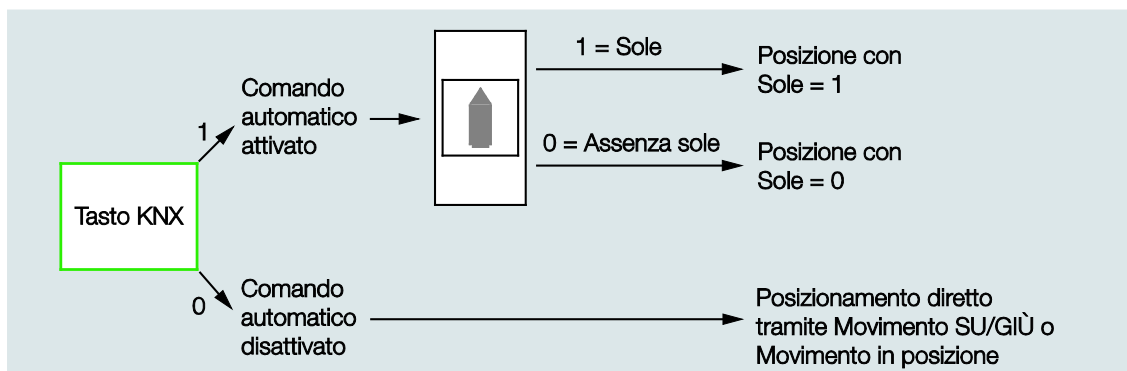 Tasto KNX
1
Comando
automatico
attivato
1 = Sole
Posizione con
Sole = 1
0 = Assenza sole
Posizione con
Sole = 0
0
Comando
automatico
disattivato
Posizionamento diretto
tramite Movimento SU/GIÙ o
Movimento in posizione